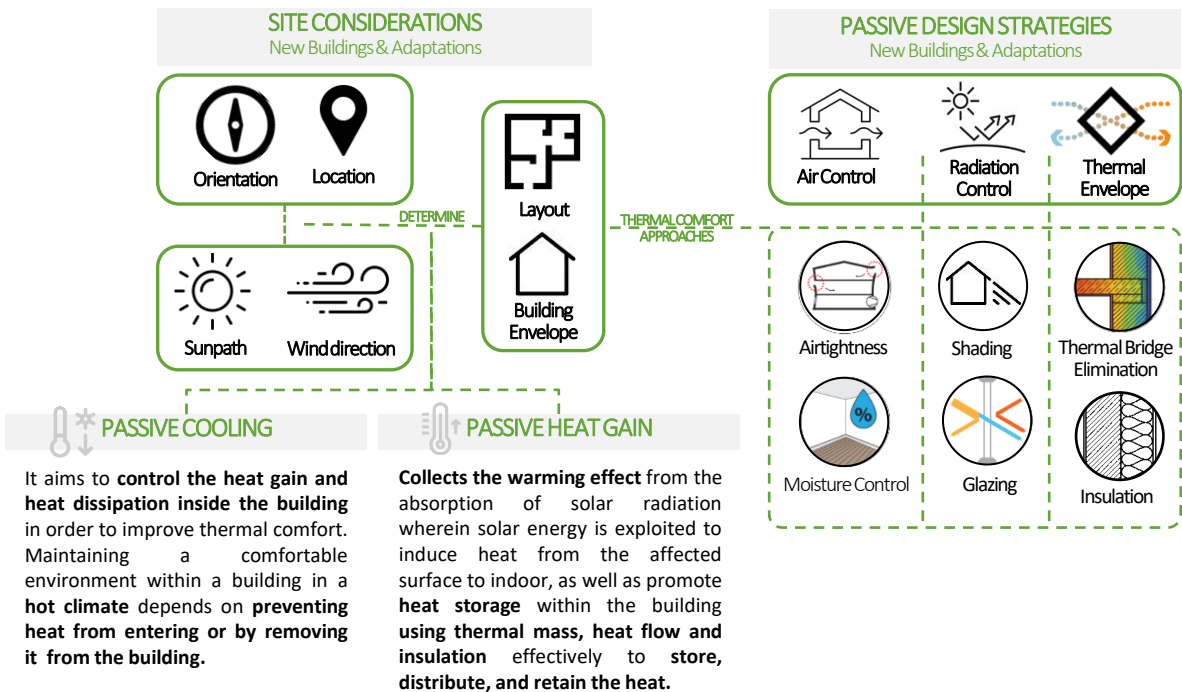 SITE CONSIDERATIONS
New Buildings & Adaptations
Orientation
Location
Sunpath
Wind direction
DETERMINE
Layout
Building
Envelope
THERMAL COMFORT
APPROACHES
PASSIVE DESIGN STRATEGIES
New Buildings & Adaptations
Air Control
Radiation
Control
Thermal
Envelope
Airtightness
Shading
Thermal Bridge
Elimination
%
Moisture Control
Glazing
Insulation
PASSIVE COOLING
It aims to control the heat gain and
heat dissipation inside the building
in order to improve thermal comfort.
Maintaining a comfortable
environment within a building in a
hot climate depends on preventing
heat from entering or by removing
it from the building.
PASSIVE HEAT GAIN
Collects the warming effect from the
absorption of solar radiation
wherein solar energy is exploited to
induce heat from the affected
surface to indoor, as well as promote
heat storage within the building
using thermal mass, heat flow and
insulation effectively to store,
distribute, and retain the heat.